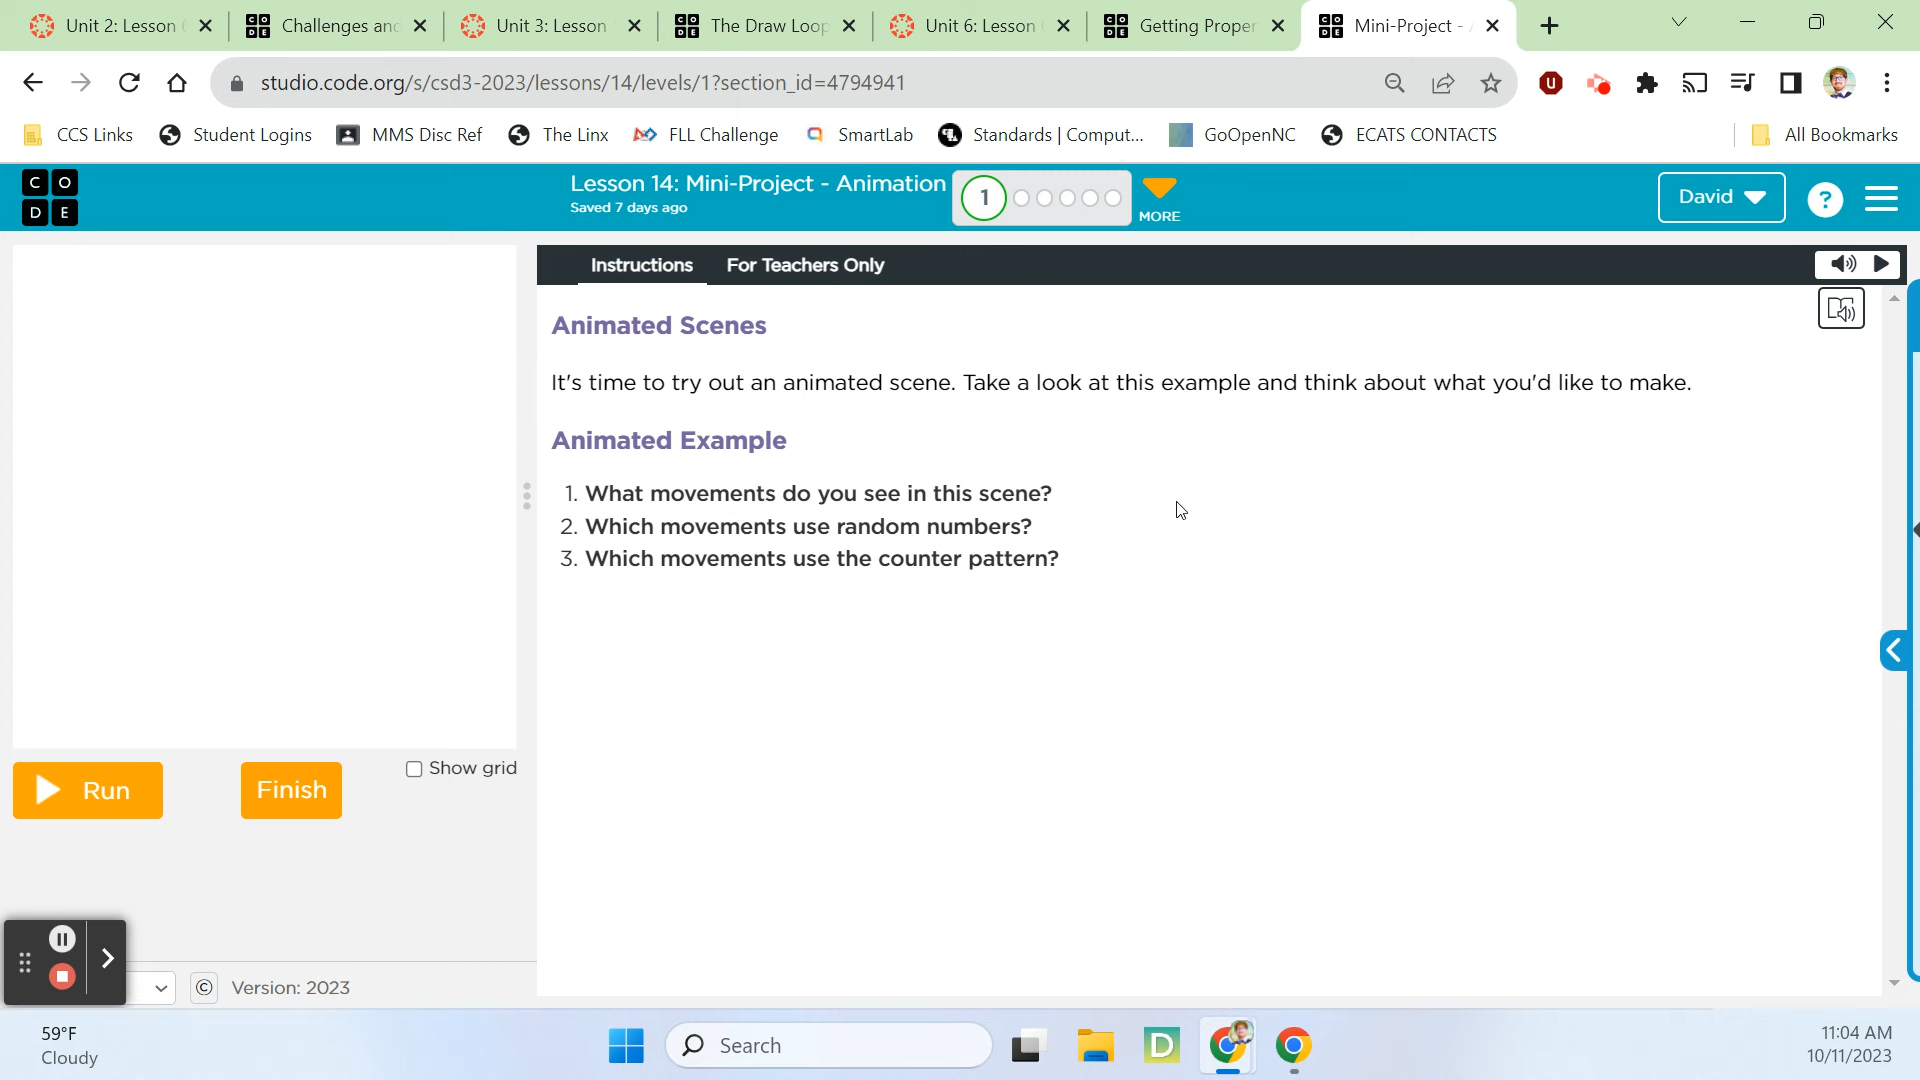 Unit 2: Lesson
Challenges and
Unit 3: Lesson
The Draw Loop
Unit 6: Lesson
Getting Proper
Mini-Project -
studio.code.org/s/csd3-2023/lessons/14/levels/1?section_id=4794941
CCS Links
Student Logins
MMS Disc Ref
The Linx
FLL Challenge
SmartLab
Standards | Comput...
GoOpenNC
ECATS CONTACTS
All Bookmarks
C O
D E
Lesson 14: Mini-Project - Animation
Saved 7 days ago
1
MORE
David
?
Instructions
For Teachers Only
Animated Scenes
It's time to try out an animated scene. Take a look at this example and think about what you'd like to make.
Animated Example
1. What movements do you see in this scene?
2. Which movements use random numbers?
3. Which movements use the counter pattern?
Run
Finish
Show grid
© Version: 2023
59°F
Cloudy
Search
D
11:04 AM
10/11/2023